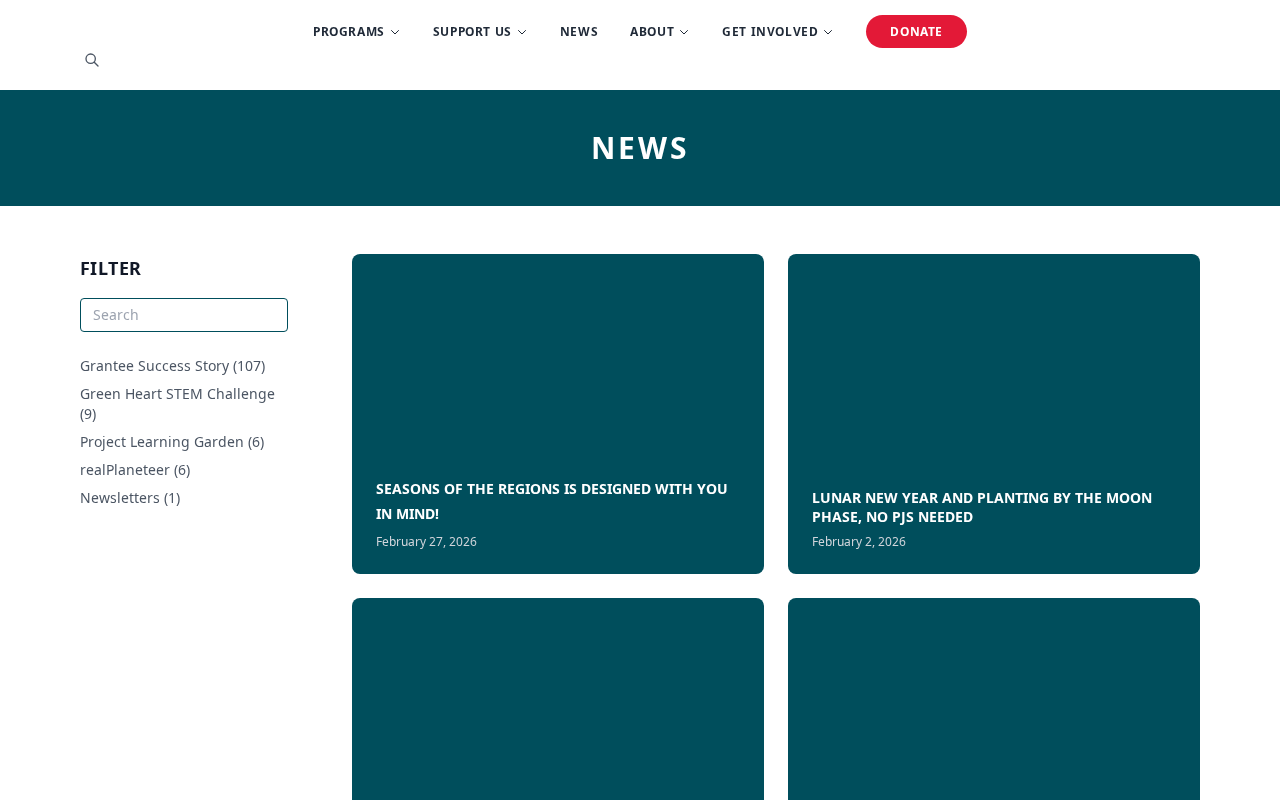 PROGRAMS SUPPORT US NEWS ABOUT GET INVOLVED DONATE
NEWS
FILTER
Search
Grantee Success Story (107)
Green Heart STEM Challenge
(9)
Project Learning Garden (6)
realPlaneteer (6)
Newsletters (1)
SEASONS OF THE REGIONS IS DESIGNED WITH YOU
IN MIND!
February 27, 2026
LUNAR NEW YEAR AND PLANTING BY THE MOON
PHASE, NO PJS NEEDED
February 2, 2026